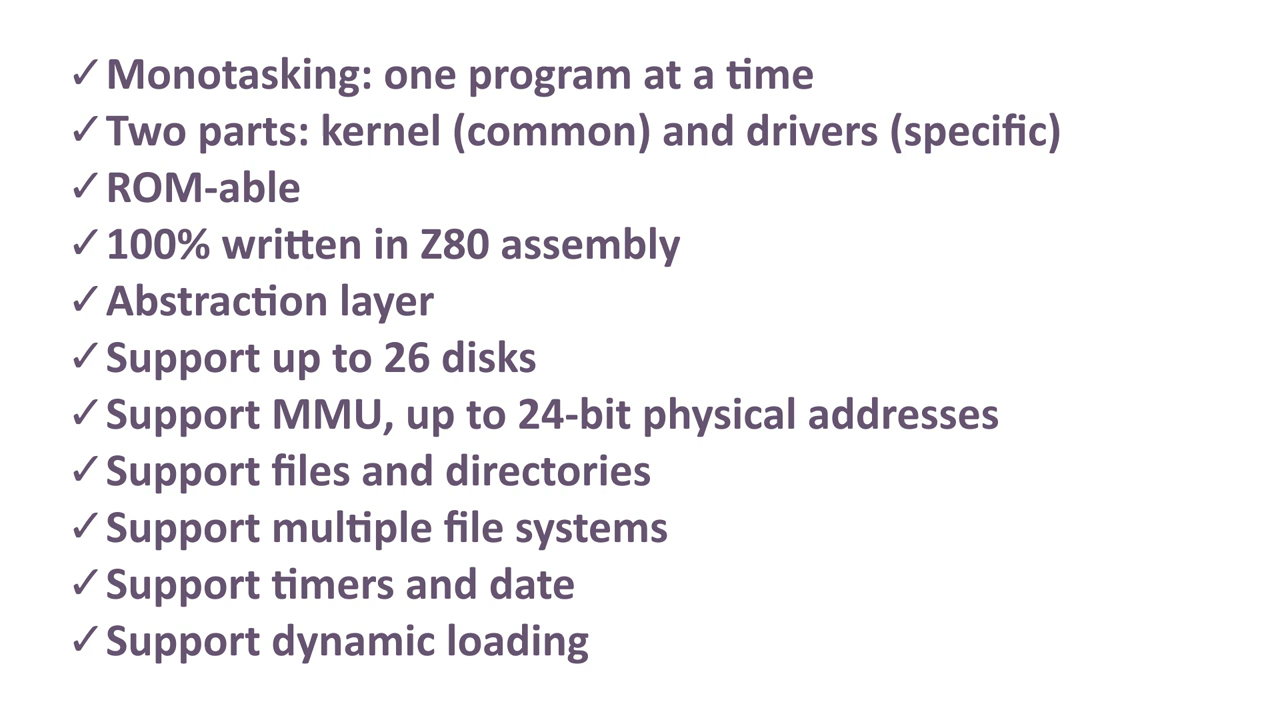 ✓Monotasking: one program at a time
✓Two parts: kernel (common) and drivers (specific)
✓ROM-able
✓100% written in Z80 assembly
✓Abstraction layer
✓Support up to 26 disks
✓Support MMU, up to 24-bit physical addresses
✓Support files and directories
✓Support multiple file systems
✓Support timers and date
✓Support dynamic loading